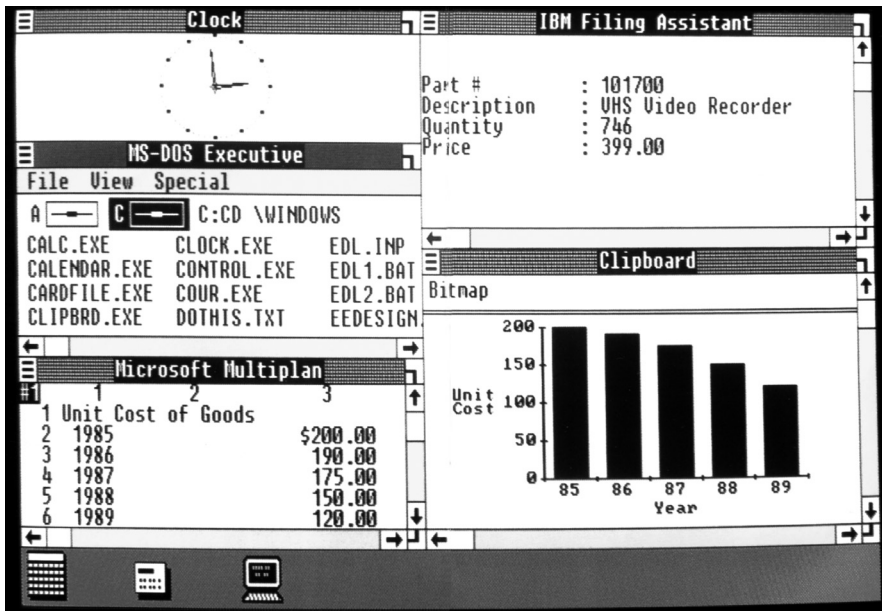 Clock
MS-DOS Executive
File View Special
A C C:CD \WINDOWS
CALC.EXE CLOCK.EXE EDL.INP
CALENDAR.EXE CONTROL.EXE EDL1.BAT
CARDFILE.EXE COUR.EXE EDL2.BAT
CLIPBRD.EXE DOTHIS.TXT EEDESIGN.
Microsoft Multiplan
#1 1 2 3
1 Unit Cost of Goods
2 1985 $200.00
3 1986 190.00
4 1987 175.00
5 1988 150.00
6 1989 120.00
IBM Filing Assistant
Part # : 101700
Description : VHS Video Recorder
Quantity : 746
Price : 399.00
Clipboard
Bitmap
200
150
Unit
Cost
100
50
0
85 86 87 88 89
Year